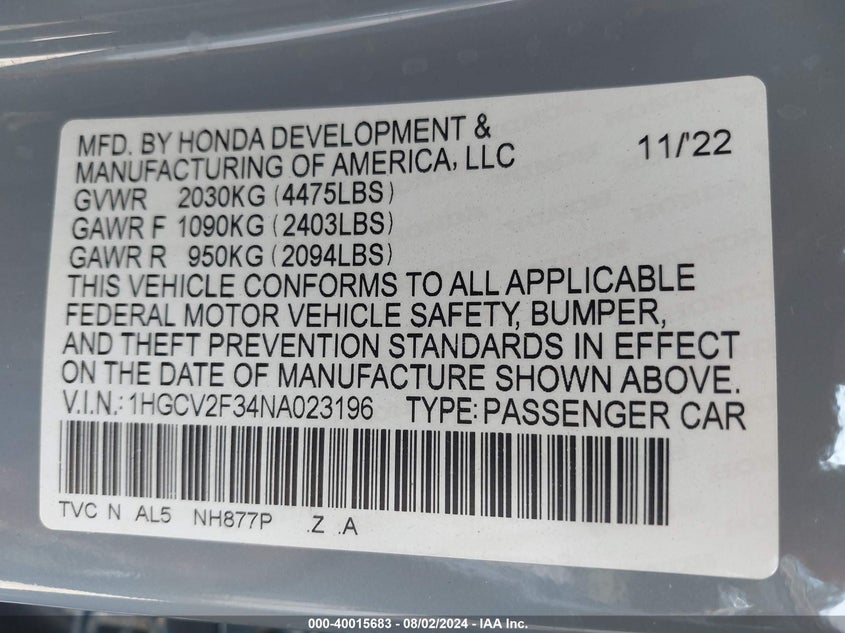 MFD. BY HONDA DEVELOPMENT &
MANUFACTURING OF AMERICA, LLC 11/'22
GVWR 2030KG (4475LBS)
GAWR F 1090KG (2403LBS)
GAWR R 950KG (2094LBS)
THIS VEHICLE CONFORMS TO ALL APPLICABLE
FEDERAL MOTOR VEHICLE SAFETY, BUMPER,
AND THEFT PREVENTION STANDARDS IN EFFECT
ON THE DATE OF MANUFACTURE SHOWN ABOVE.
V.I.N.: 1HGCV2F34NA023196 TYPE: PASSENGER CAR
TVC N AL5 NH877P .Z .A
000-40015683 - 08/02/2024 - IAA Inc.